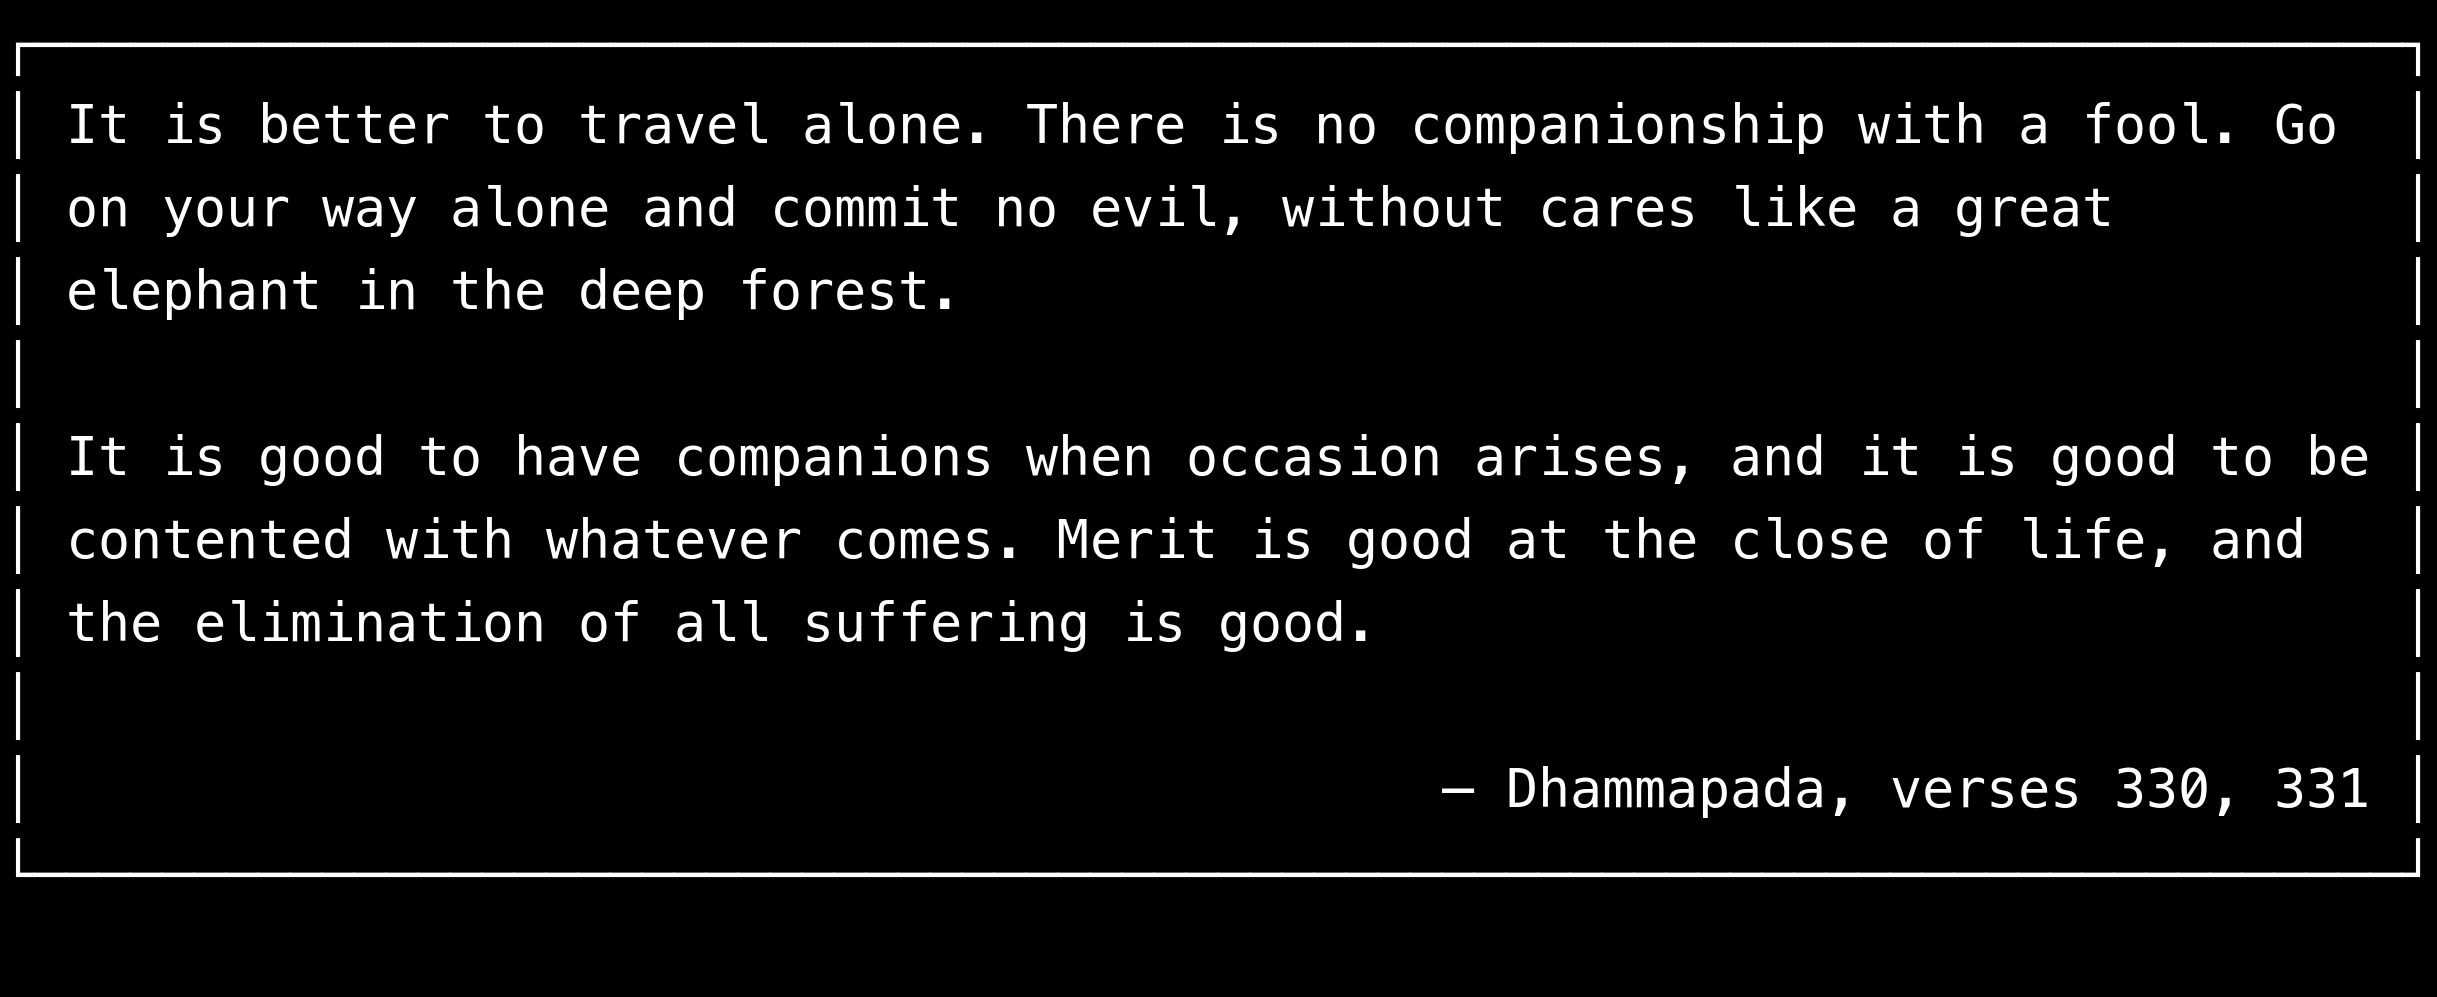 It is better to travel alone. There is no companionship with a fool. Go
on your way alone and commit no evil, without cares like a great
elephant in the deep forest.
It is good to have companions when occasion arises, and it is good to be
contented with whatever comes. Merit is good at the close of life, and
the elimination of all suffering is good.
— Dhammapada, verses 330, 331